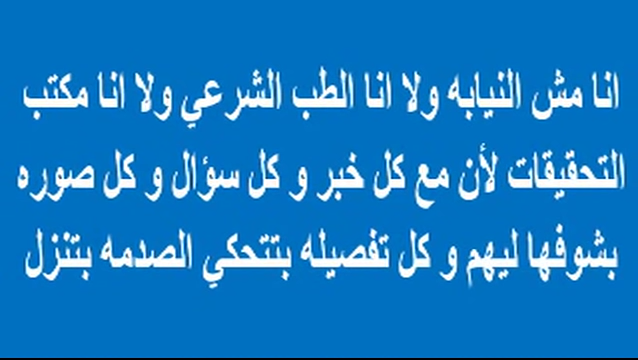 انا مش النيابه ولا انا الطب الشرعي ولا انا مكتب
التحقيقات لأن مع كل خبر و كل سؤال و كل صوره
بشوفها ليهم و كل تفصيله بتتحكي الصدمه بتنزل